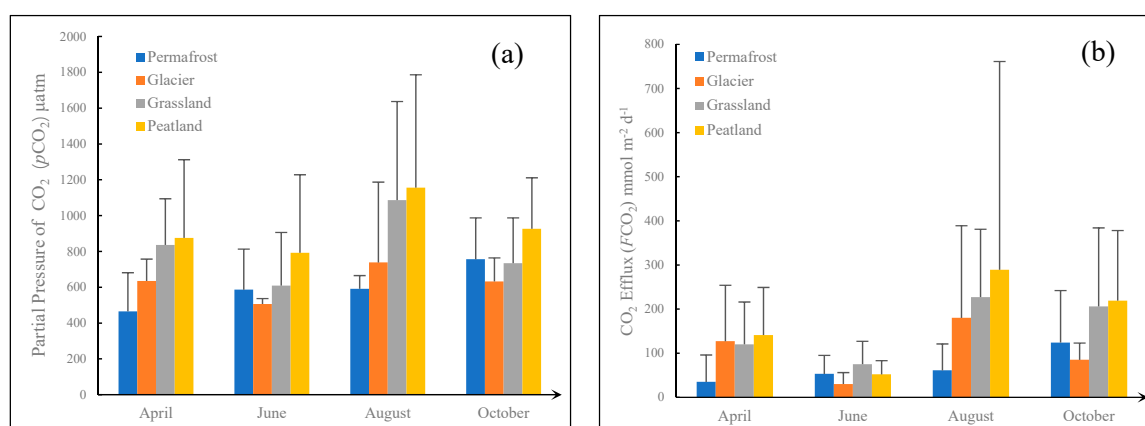 (a)
Partial Pressure of CO₂ (pCO₂) µatm
2000
1800
1600
1400
1200
1000
800
600
400
200
0
Permafrost
Glacier
Grassland
Peatland
April June August October
(b)
CO₂ Efflux (FCO₂) mmol m⁻² d⁻¹
800
700
600
500
400
300
200
100
0
Permafrost
Glacier
Grassland
Peatland
April June August October